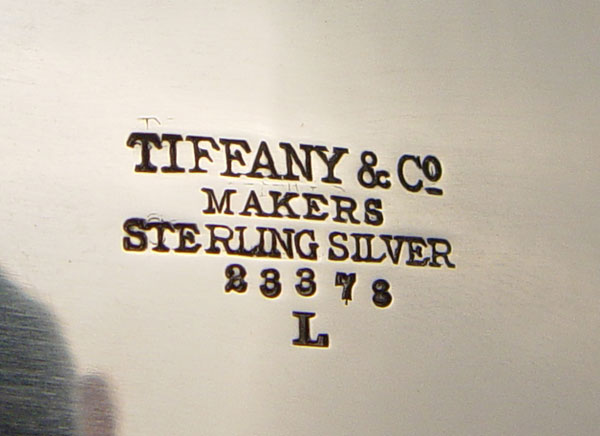 TIFFANY & Co
MAKERS
STERLING SILVER
23378
L